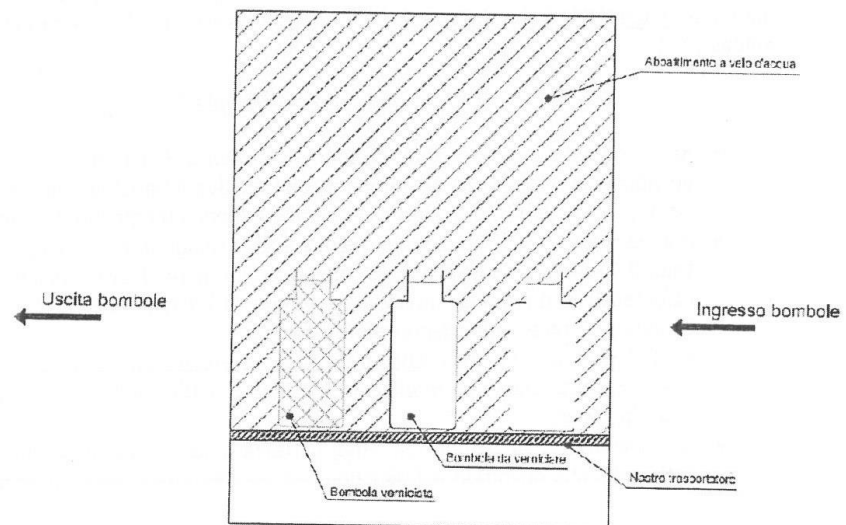 Abbattimento a velo d'acqua
Uscita bombole
Ingresso bombole
Bombola da verniciare
Nastro trasportatore
Bombola verniciata